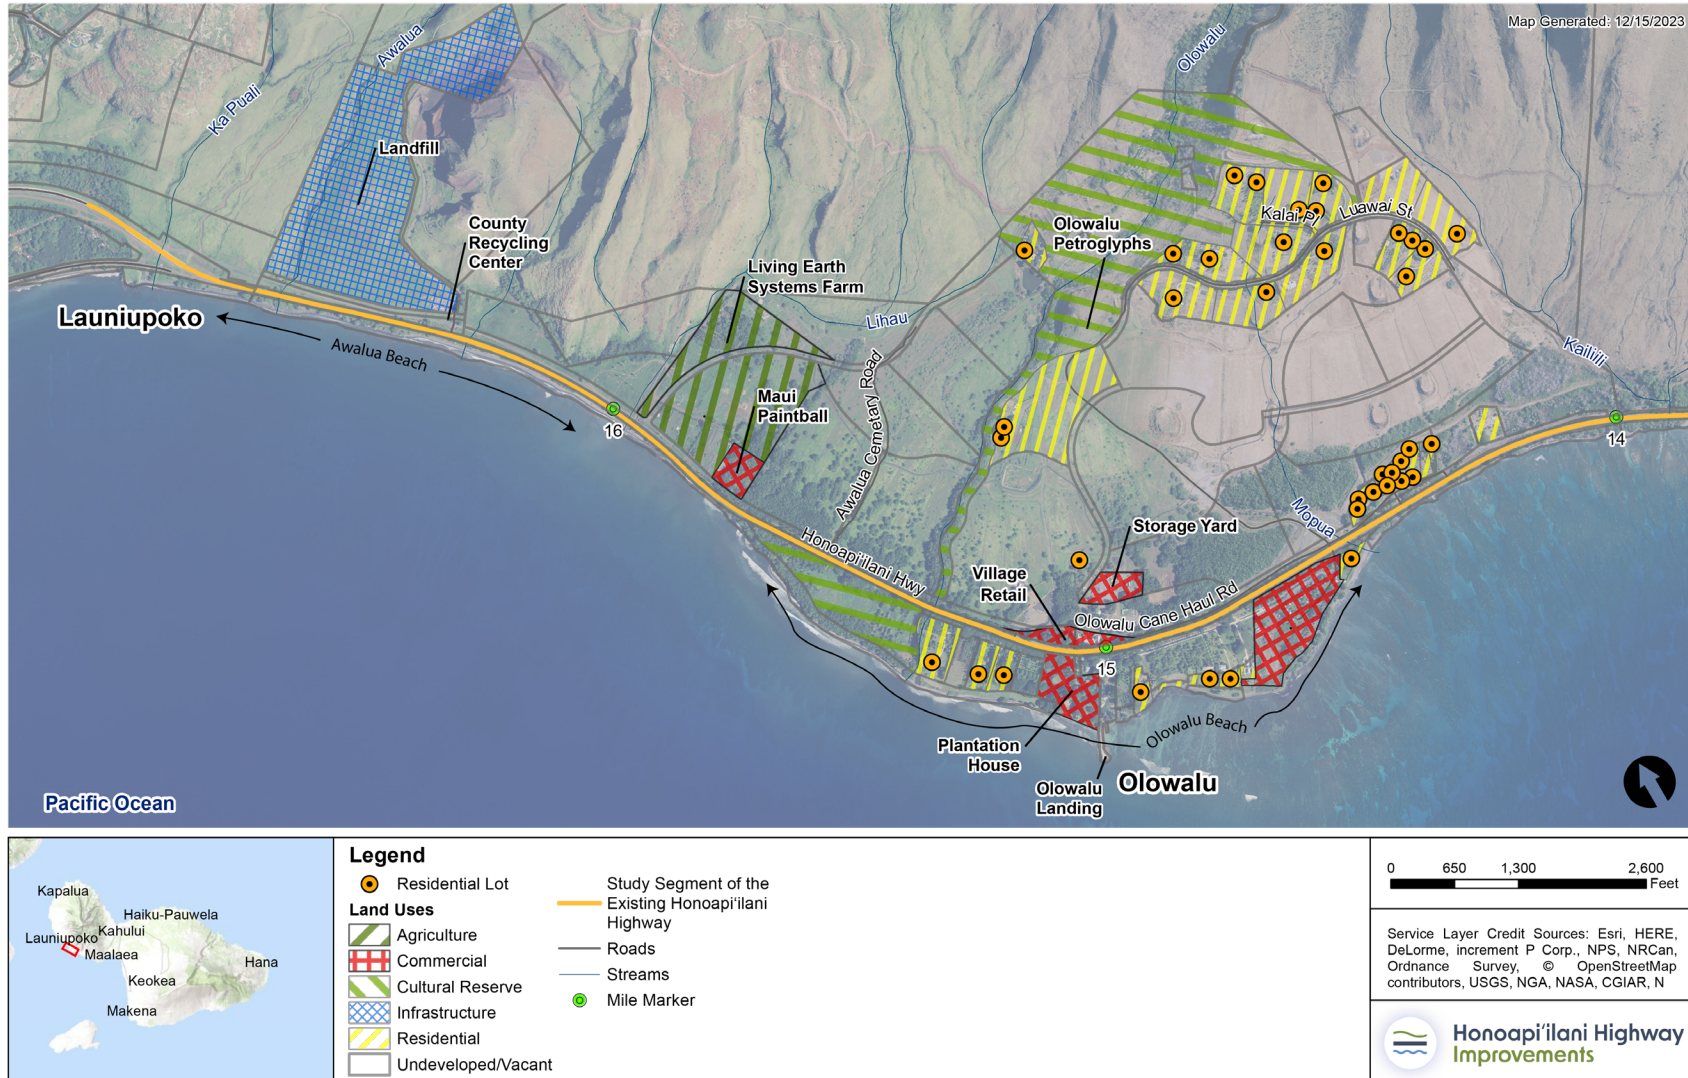 Map Generated: 12/15/2023
Ka Puali
Awalua
Olowalu
Landfill
County
Recycling
Center
Living Earth
Systems Farm
Olowalu
Petroglyphs
Kalai Pl
Luawai St
Launiupoko
Awalua Beach
Lihau
Kailiili
Maui
Paintball
16
14
Awalua Cemetary Road
Mopua
Storage Yard
Honoapi‘ilani Hwy
Village
Retail
Olowalu Cane Haul Rd
15
Olowalu Beach
Plantation
House
Olowalu
Landing
Olowalu
Pacific Ocean
Kapalua
Haiku-Pauwela
Kahului
Launiupoko
Maalaea
Hana
Keokea
Makena
Legend
Residential Lot
Land Uses
Agriculture
Commercial
Cultural Reserve
Infrastructure
Residential
Undeveloped/Vacant
Study Segment of the
Existing Honoapi‘ilani
Highway
Roads
Streams
Mile Marker
0 650 1,300 2,600
Feet
Service Layer Credit Sources: Esri, HERE,
DeLorme, increment P Corp., NPS, NRCan,
Ordnance Survey, © OpenStreetMap
contributors, USGS, NGA, NASA, CGIAR, N
Honoapi‘ilani Highway
Improvements